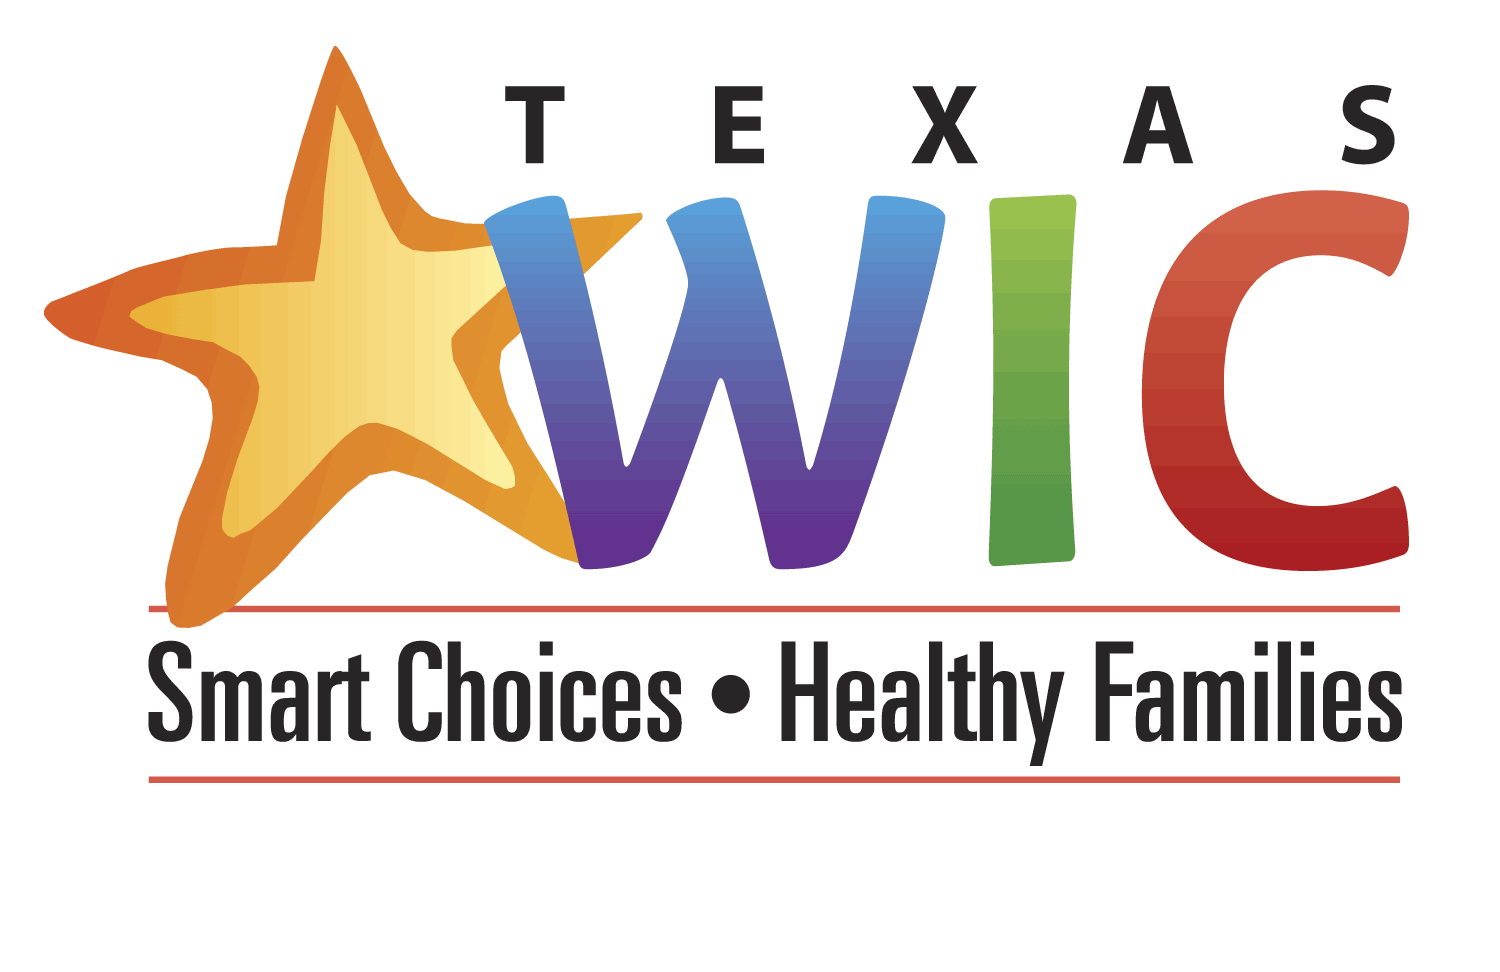 TEXAS
WIC
Smart Choices • Healthy Families